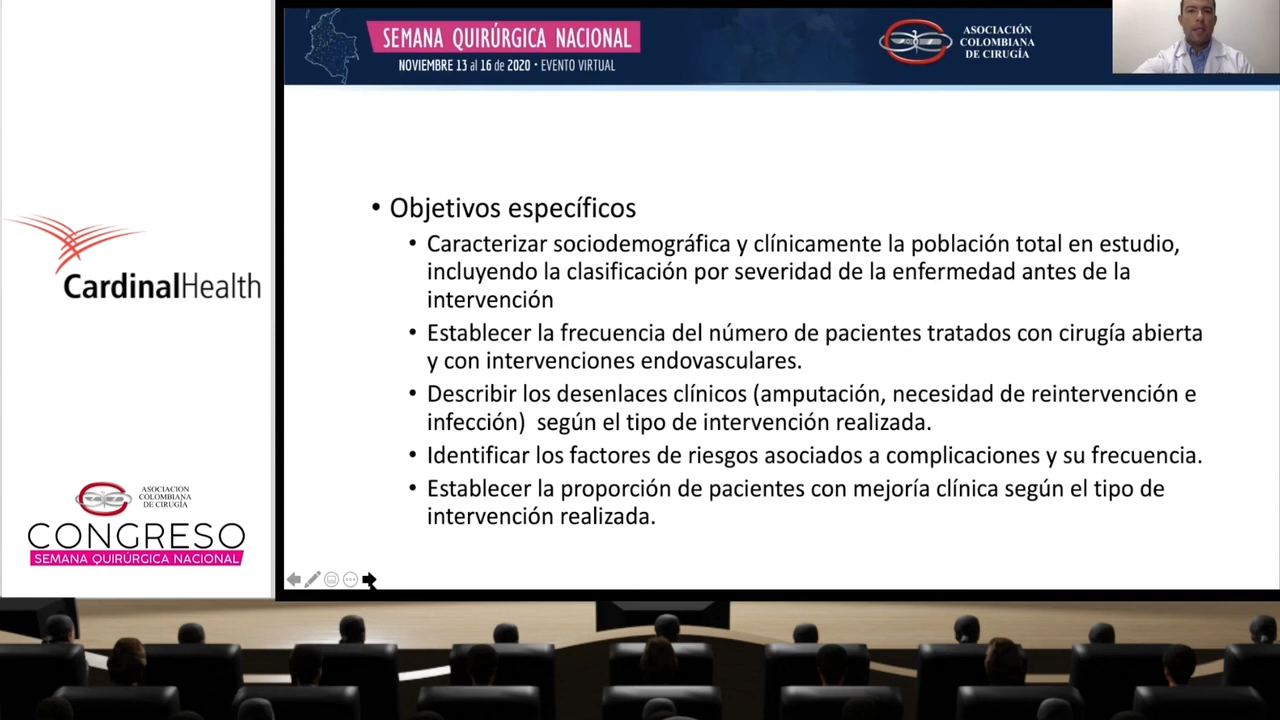 SEMANA QUIRÚRGICA NACIONAL
NOVIEMBRE 13 al 16 de 2020 • EVENTO VIRTUAL
ASOCIACIÓN
COLOMBIANA
DE CIRUGÍA
• Objetivos específicos
• Caracterizar sociodemográfica y clínicamente la población total en estudio,
incluyendo la clasificación por severidad de la enfermedad antes de la
intervención
• Establecer la frecuencia del número de pacientes tratados con cirugía abierta
y con intervenciones endovasculares.
• Describir los desenlaces clínicos (amputación, necesidad de reintervención e
infección)  según el tipo de intervención realizada.
• Identificar los factores de riesgos asociados a complicaciones y su frecuencia.
• Establecer la proporción de pacientes con mejoría clínica según el tipo de
intervención realizada.
CardinalHealth
ASOCIACIÓN
COLOMBIANA
DE CIRUGÍA
CONGRESO
SEMANA QUIRÚRGICA NACIONAL